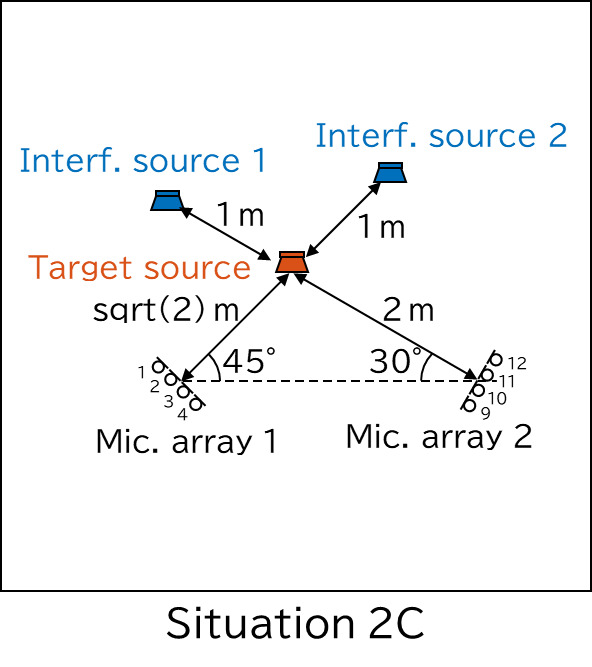 Interf. source 2
Interf. source 1
1 m
1 m
Target source
sqrt(2) m
2 m
45°
30°
1
2
3
4
12
11
10
9
Mic. array 1
Mic. array 2
Situation 2C